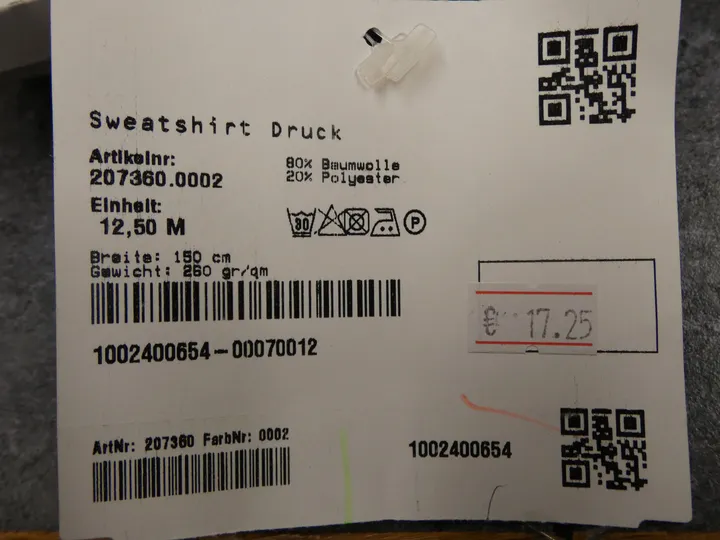 Sweatshirt Druck
Artikelnr:
207360.0002
80% Baumwolle
20% Polyester
Einheit:
12,50 M
30
P
Breite: 150 cm
Gewicht: 260 gr/qm
€ 17.25
1002400654-00070012
ArtNr: 207360 FarbNr: 0002
1002400654